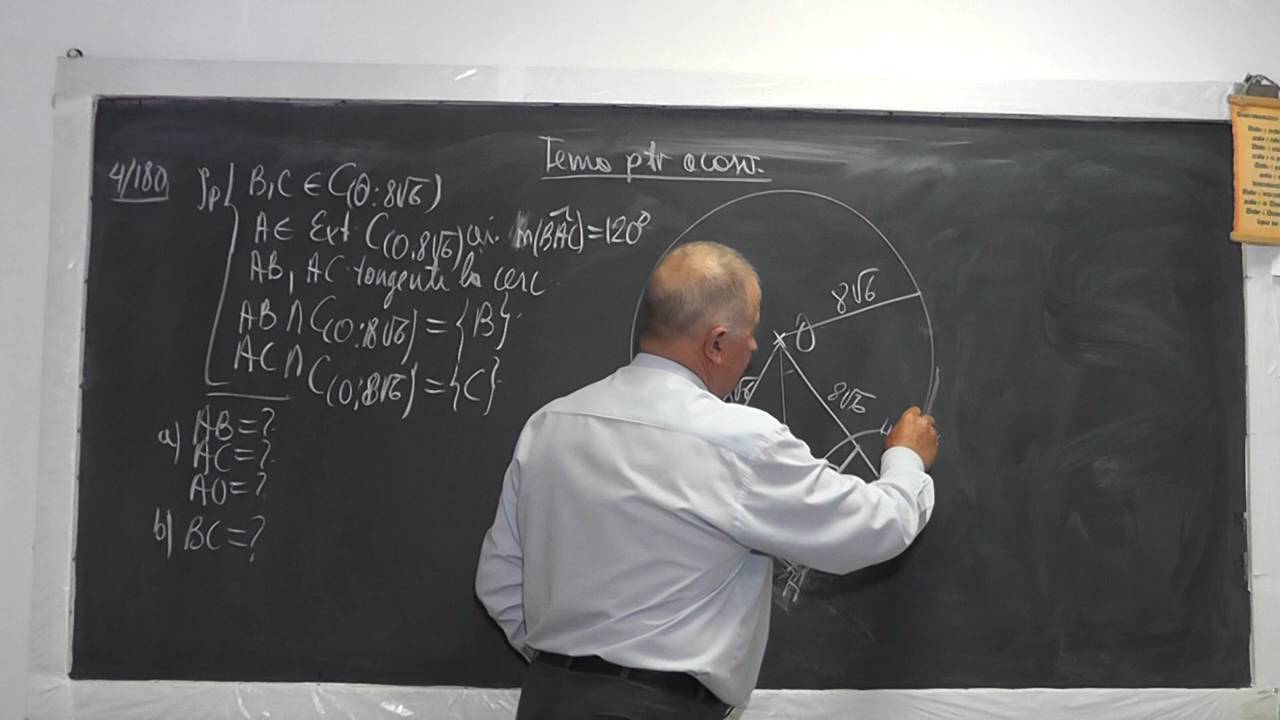 Tema ptr acasă.
4/180
Ip B,C ∈ C(O;8√6)
A ∈ Ext C(O,8√6) a.i. m(BAC)=120°
AB, AC tangente la cerc
AB ∩ C(O;8√6) = {B}
AC ∩ C(O;8√6) = {C}
a) AB=?
AC=?
AO=?
b) BC=?
8√6
O
8√6